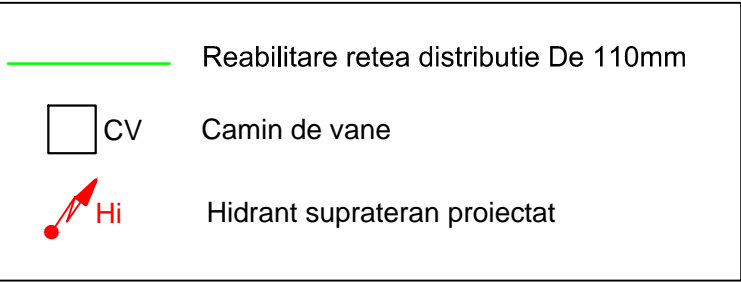 Reabilitare retea distributie De 110mm
CV Camin de vane
Hi Hidrant suprateran proiectat